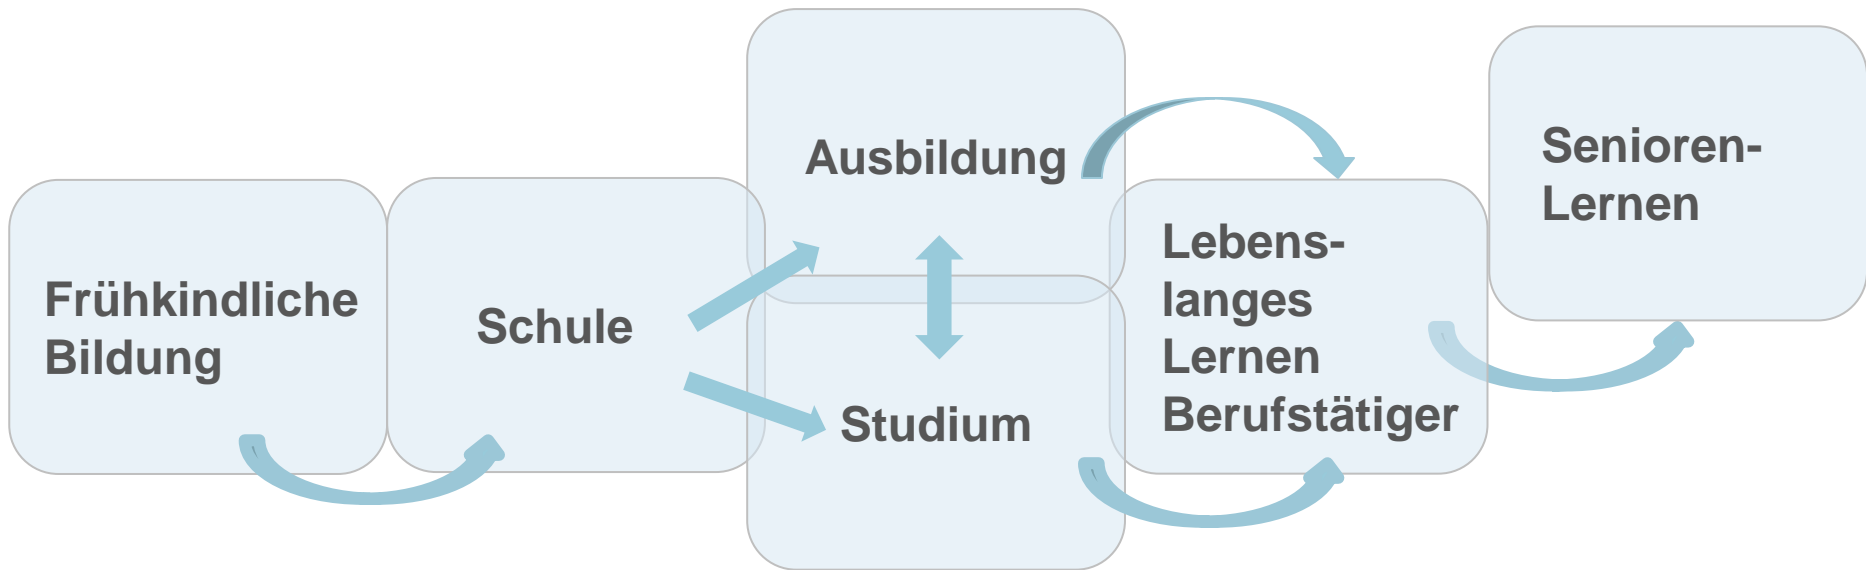 Frühkindliche
Bildung
Schule
Ausbildung
Studium
Lebens-
langes
Lernen
Berufstätiger
Senioren-
Lernen